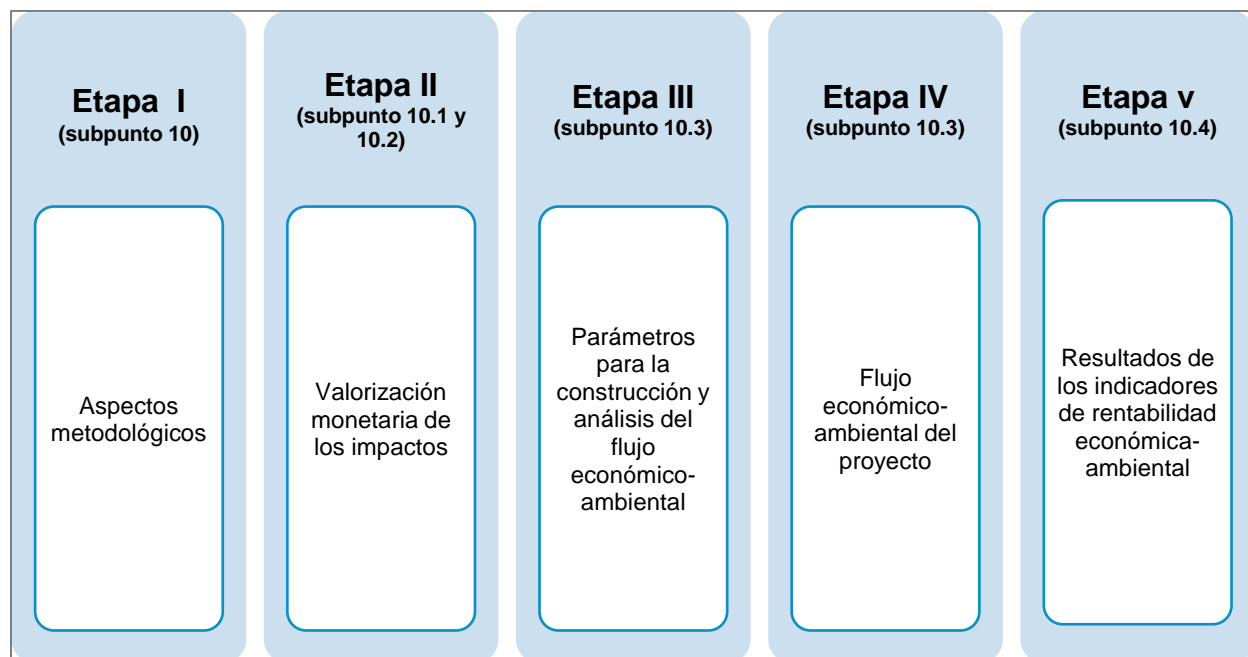 Etapa I
(subpunto 10)
Aspectos
metodológicos
Etapa II
(subpunto 10.1 y
10.2)
Valorización
monetaria de
los impactos
Etapa III
(subpunto 10.3)
Parámetros
para la
construcción y
análisis del
flujo
económico-
ambiental
Etapa IV
(subpunto 10.3)
Flujo
económico-
ambiental del
proyecto
Etapa v
(subpunto 10.4)
Resultados de
los indicadores
de rentabilidad
económica-
ambiental